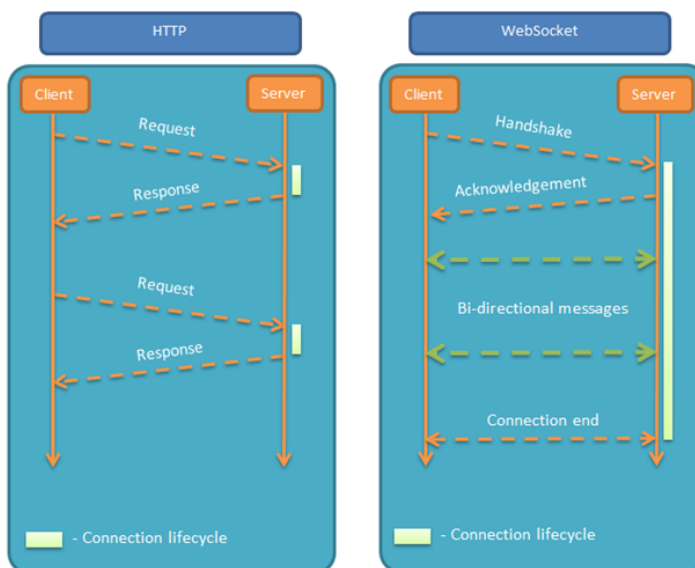 HTTP
Client
Server
Request
Response
Request
Response
- Connection lifecycle
WebSocket
Client
Server
Handshake
Acknowledgement
Bi-directional messages
Connection end
- Connection lifecycle